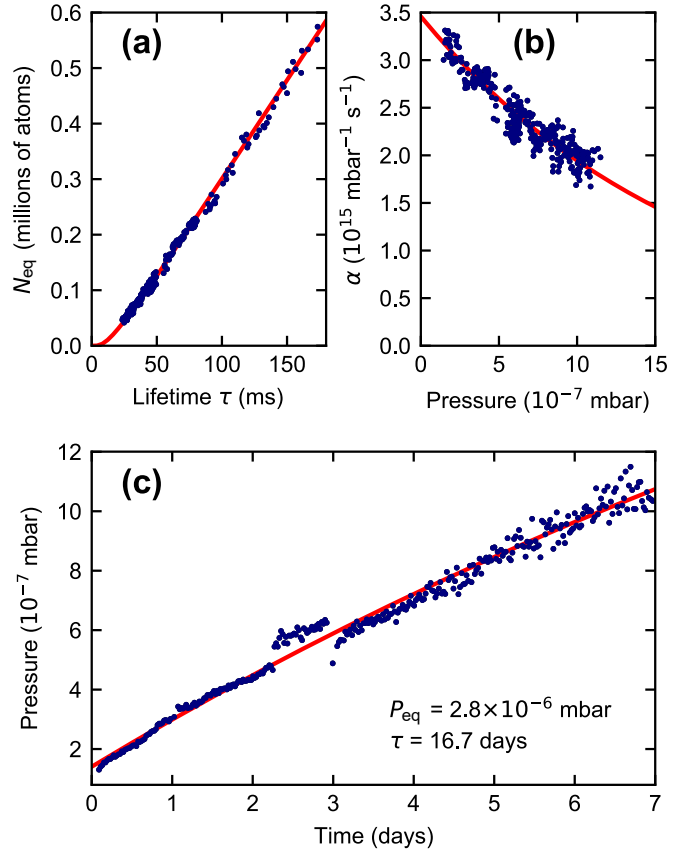 (a)
N_eq (millions of atoms)
0.6
0.5
0.4
0.3
0.2
0.1
0.0
0 50 100 150
Lifetime τ (ms)
(b)
α (10¹⁵ mbar⁻¹ s⁻¹)
3.5
3.0
2.5
2.0
1.5
1.0
0.5
0.0
0 5 10 15
Pressure (10⁻⁷ mbar)
(c)
Pressure (10⁻⁷ mbar)
12
10
8
6
4
2
P_eq = 2.8×10⁻⁶ mbar
τ = 16.7 days
0 1 2 3 4 5 6 7
Time (days)